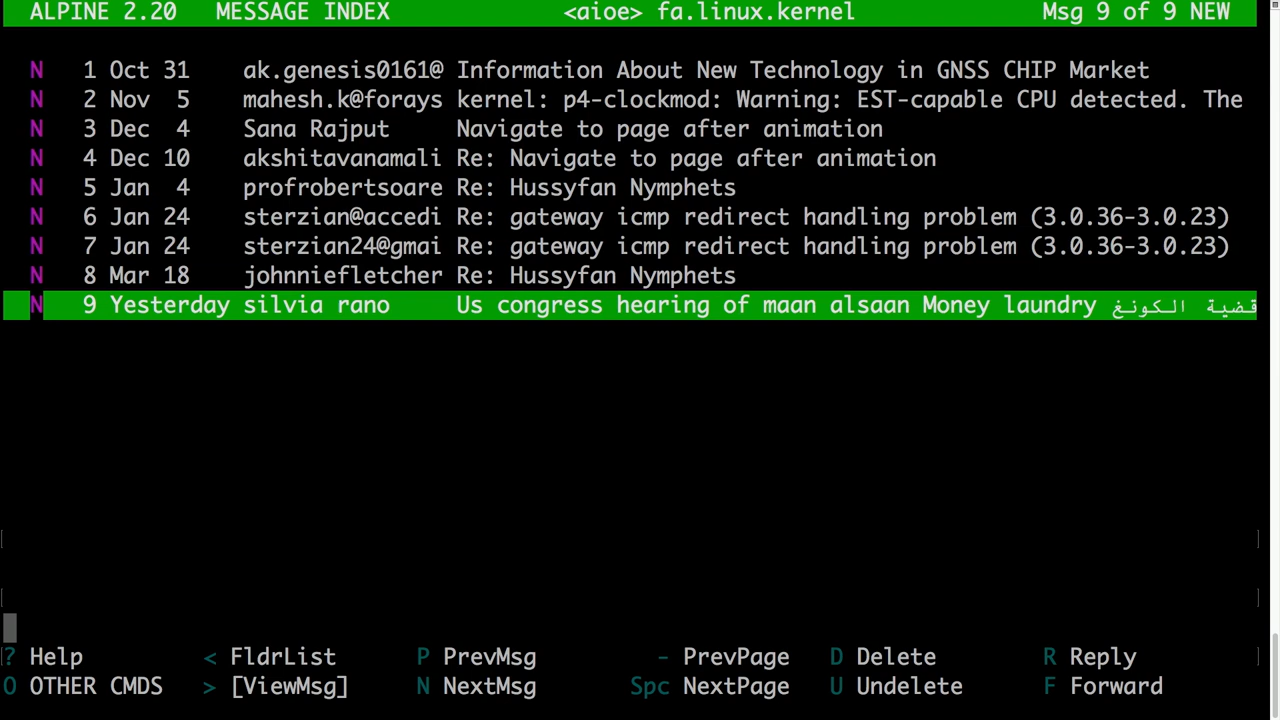 ALPINE 2.20 MESSAGE INDEX <aioe> fa.linux.kernel Msg 9 of 9 NEW
N 1 Oct 31 ak.genesis0161@ Information About New Technology in GNSS CHIP Market
N 2 Nov 5 mahesh.k@forays kernel: p4-clockmod: Warning: EST-capable CPU detected. The
N 3 Dec 4 Sana Rajput Navigate to page after animation
N 4 Dec 10 akshitavanamali Re: Navigate to page after animation
N 5 Jan 4 profrobertsoare Re: Hussyfan Nymphets
N 6 Jan 24 sterzian@accedi Re: gateway icmp redirect handling problem (3.0.36-3.0.23)
N 7 Jan 24 sterzian24@gmai Re: gateway icmp redirect handling problem (3.0.36-3.0.23)
N 8 Mar 18 johnniefletcher Re: Hussyfan Nymphets
N 9 Yesterday silvia rano Us congress hearing of maan alsaan Money laundry قضية الكونغ
? Help < FldrList P PrevMsg - PrevPage D Delete R Reply
O OTHER CMDS > [ViewMsg] N NextMsg Spc NextPage U Undelete F Forward